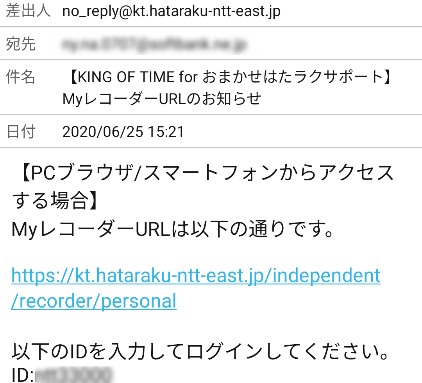 差出人 no_reply@kt.hataraku-ntt-east.jp
宛先
件名 【KING OF TIME for おまかせはたラクサポート】
MyレコーダーURLのお知らせ
日付 2020/06/25 15:21
【PCブラウザ/スマートフォンからアクセス
する場合】
MyレコーダーURLは以下の通りです。
https://kt.hataraku-ntt-east.jp/independent
/recorder/personal
以下のIDを入力してログインしてください。
ID: